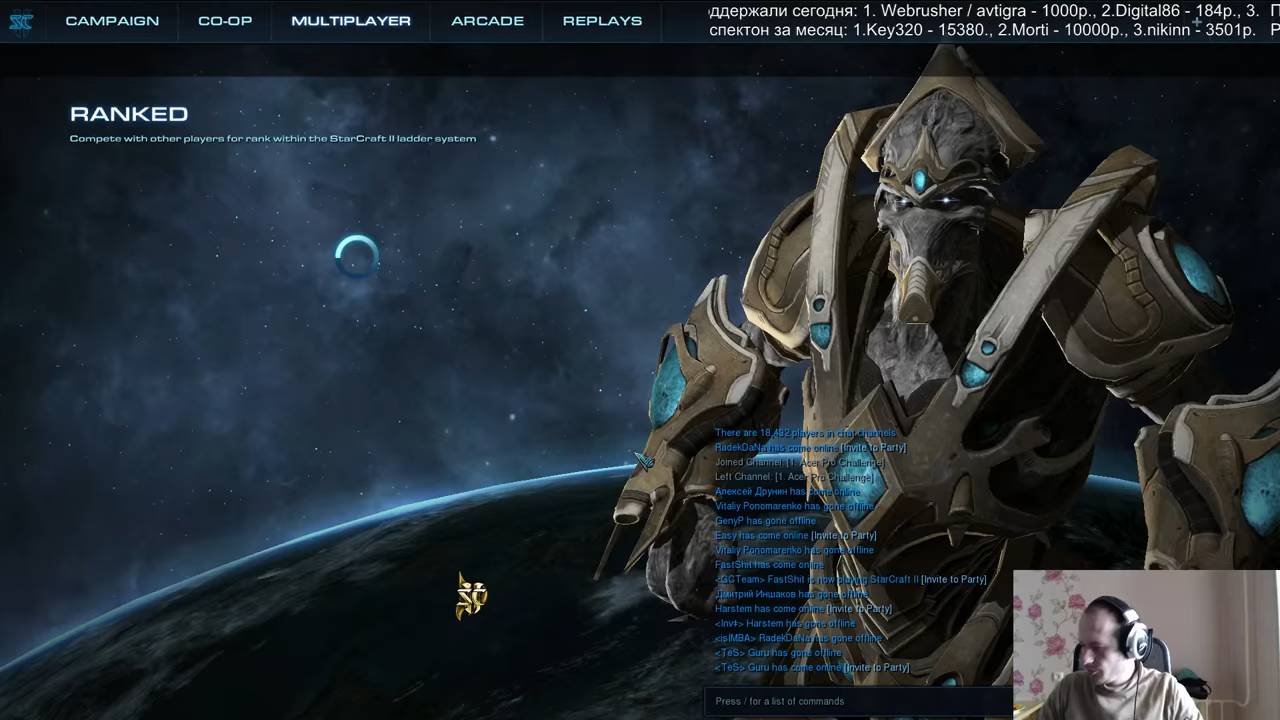 CAMPAIGN
CO-OP
MULTIPLAYER
ARCADE
REPLAYS
оддержали сегодня: 1. Webrusher / avtigra - 1000р., 2.Digital86 - 184р., 3.
спектон за месяц: 1.Key320 - 15380., 2.Morti - 10000р., 3.nikinn - 3501р.
RANKED
Compete with other players for rank within the StarCraft II ladder system
There are 18,432 players in chat channels
RadekDaNa has come online [Invite to Party]
Joined Channel: [1. Acer Pro Challenge]
Left Channel: [1. Acer Pro Challenge]
Алексей Друнин has come online
Vitaliy Ponomarenko has gone offline
GenyP has gone offline
Easy has come online [Invite to Party]
Vitaliy Ponomarenko has gone offline
FastShit has come online
<GCTeam> FastShit is now playing StarCraft II [Invite to Party]
Дмитрий Иншаков has gone offline
Harstem has come online [Invite to Party]
<Inv‡> Harstem has gone offline
<isIMBA> RadekDaNa has gone offline
<TeS> Guru has gone offline
<TeS> Guru has come online [Invite to Party]
Press / for a list of commands